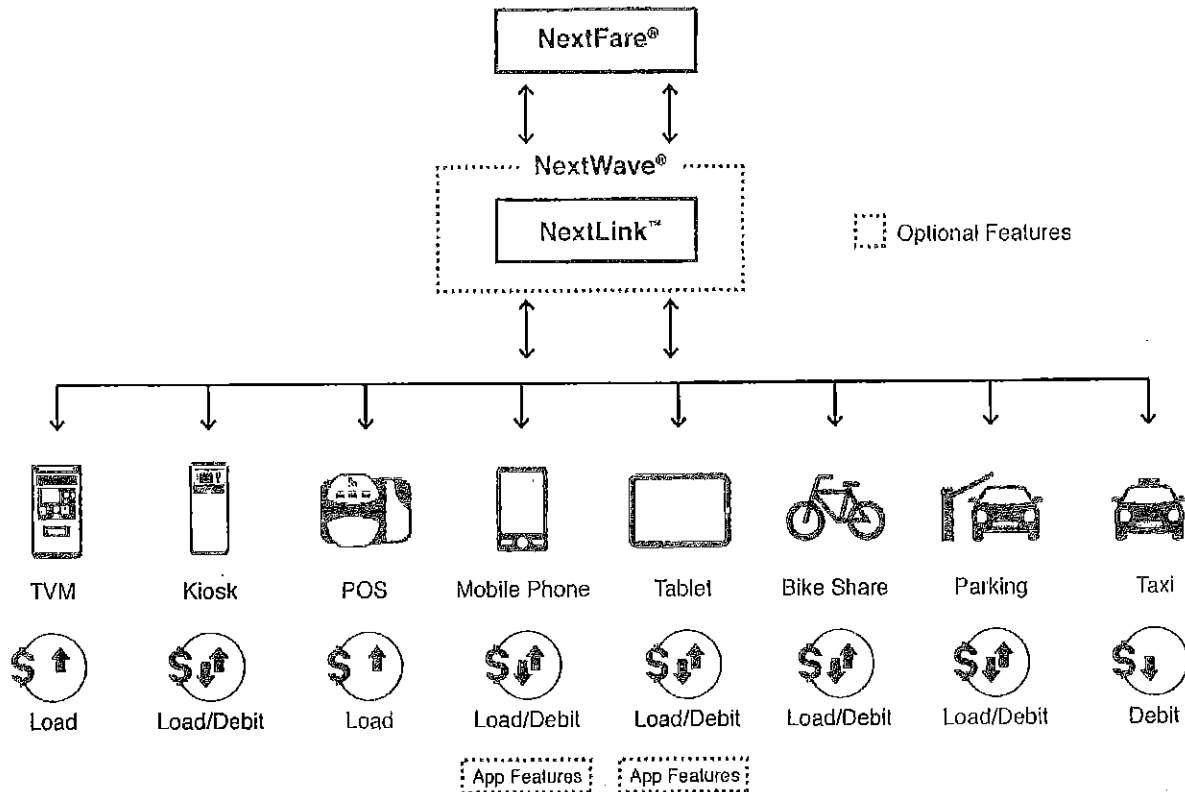 NextFare®
NextWave®
NextLink™
Optional Features
TVM Kiosk POS Mobile Phone Tablet Bike Share Parking Taxi
$ $ $ $ $ $ $ $
Load Load/Debit Load Load/Debit Load/Debit Load/Debit Load/Debit Debit
App Features App Features